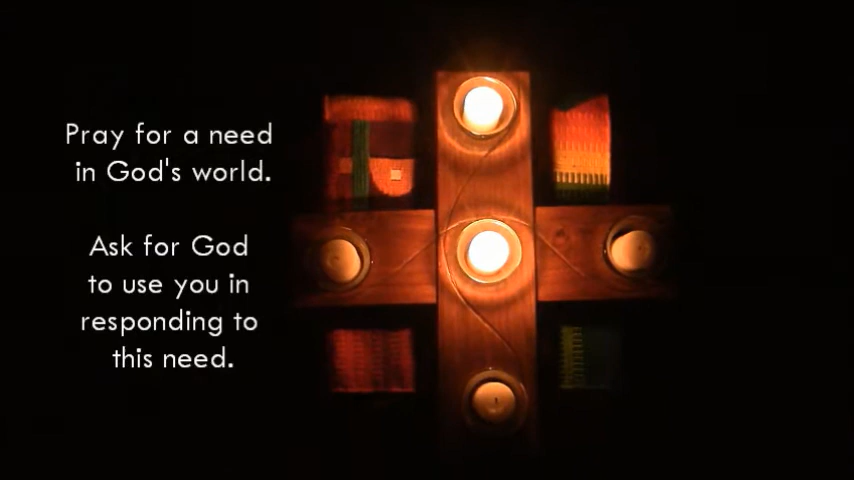 Pray for a need
in God's world.
Ask for God
to use you in
responding to
this need.